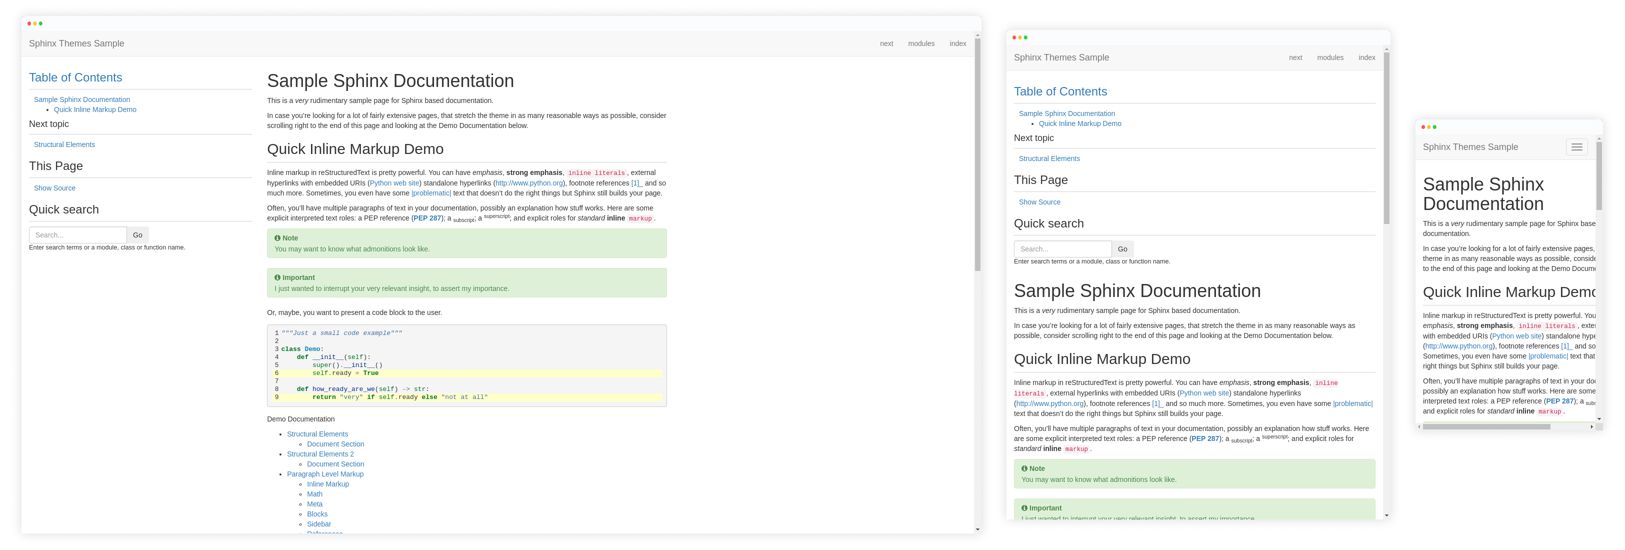 Sphinx Themes Sample
next modules index
Table of Contents
Sample Sphinx Documentation
Quick Inline Markup Demo
Next topic
Structural Elements
This Page
Show Source
Quick search
Search... Go
Enter search terms or a module, class or function name.
Sample Sphinx Documentation
This is a very rudimentary sample page for Sphinx based documentation.
In case you're looking for a lot of fairly extensive pages, that stretch the theme in as many reasonable ways as possible, consider
scrolling right to the end of this page and looking at the Demo Documentation below.
Quick Inline Markup Demo
Inline markup in reStructuredText is pretty powerful. You can have emphasis, strong emphasis, inline literals, external
hyperlinks with embedded URIs (Python web site) standalone hyperlinks (http://www.python.org), footnote references [1]_ and so
much more. Sometimes, you even have some |problematic| text that doesn't do the right things but Sphinx still builds your page.
Often, you'll have multiple paragraphs of text in your documentation, possibly an explanation how stuff works. Here are some
explicit interpreted text roles: a PEP reference (PEP 287); a subscript; a superscript; and explicit roles for standard inline markup.
Note
You may want to know what admonitions look like.
Important
I just wanted to interrupt your very relevant insight, to assert my importance.
Or, maybe, you want to present a code block to the user.
1 """Just a small code example"""
2
3 class Demo:
4     def __init__(self):
5         super().__init__()
6         self.ready = True
7
8     def how_ready_are_we(self) -> str:
9         return "very" if self.ready else "not at all"
Demo Documentation
Structural Elements
Document Section
Structural Elements 2
Document Section
Paragraph Level Markup
Inline Markup
Math
Meta
Blocks
Sidebar
References
Sphinx Themes Sample
next modules index
Table of Contents
Sample Sphinx Documentation
Quick Inline Markup Demo
Next topic
Structural Elements
This Page
Show Source
Quick search
Search... Go
Enter search terms or a module, class or function name.
Sample Sphinx Documentation
This is a very rudimentary sample page for Sphinx based documentation.
In case you're looking for a lot of fairly extensive pages, that stretch the theme in as many reasonable ways as
possible, consider scrolling right to the end of this page and looking at the Demo Documentation below.
Quick Inline Markup Demo
Inline markup in reStructuredText is pretty powerful. You can have emphasis, strong emphasis, inline
literals, external hyperlinks with embedded URIs (Python web site) standalone hyperlinks
(http://www.python.org), footnote references [1]_ and so much more. Sometimes, you even have some |problematic|
text that doesn't do the right things but Sphinx still builds your page.
Often, you'll have multiple paragraphs of text in your documentation, possibly an explanation how stuff works. Here
are some explicit interpreted text roles: a PEP reference (PEP 287); a subscript; a superscript; and explicit roles for
standard inline markup.
Note
You may want to know what admonitions look like.
Important
I just wanted to interrupt your very relevant insight, to assert my importance.
Sphinx Themes Sample
Sample Sphinx
Documentation
This is a very rudimentary sample page for Sphinx base
documentation.
In case you're looking for a lot of fairly extensive pages,
theme in as many reasonable ways as possible, conside
to the end of this page and looking at the Demo Docume
Quick Inline Markup Demo
Inline markup in reStructuredText is pretty powerful. You
emphasis, strong emphasis, inline literals, exter
with embedded URIs (Python web site) standalone hype
(http://www.python.org), footnote references [1]_ and so
Sometimes, you even have some |problematic| text that
right things but Sphinx still builds your page.
Often, you'll have multiple paragraphs of text in your doc
possibly an explanation how stuff works. Here are some
interpreted text roles: a PEP reference (PEP 287); a subs
and explicit roles for standard inline markup.